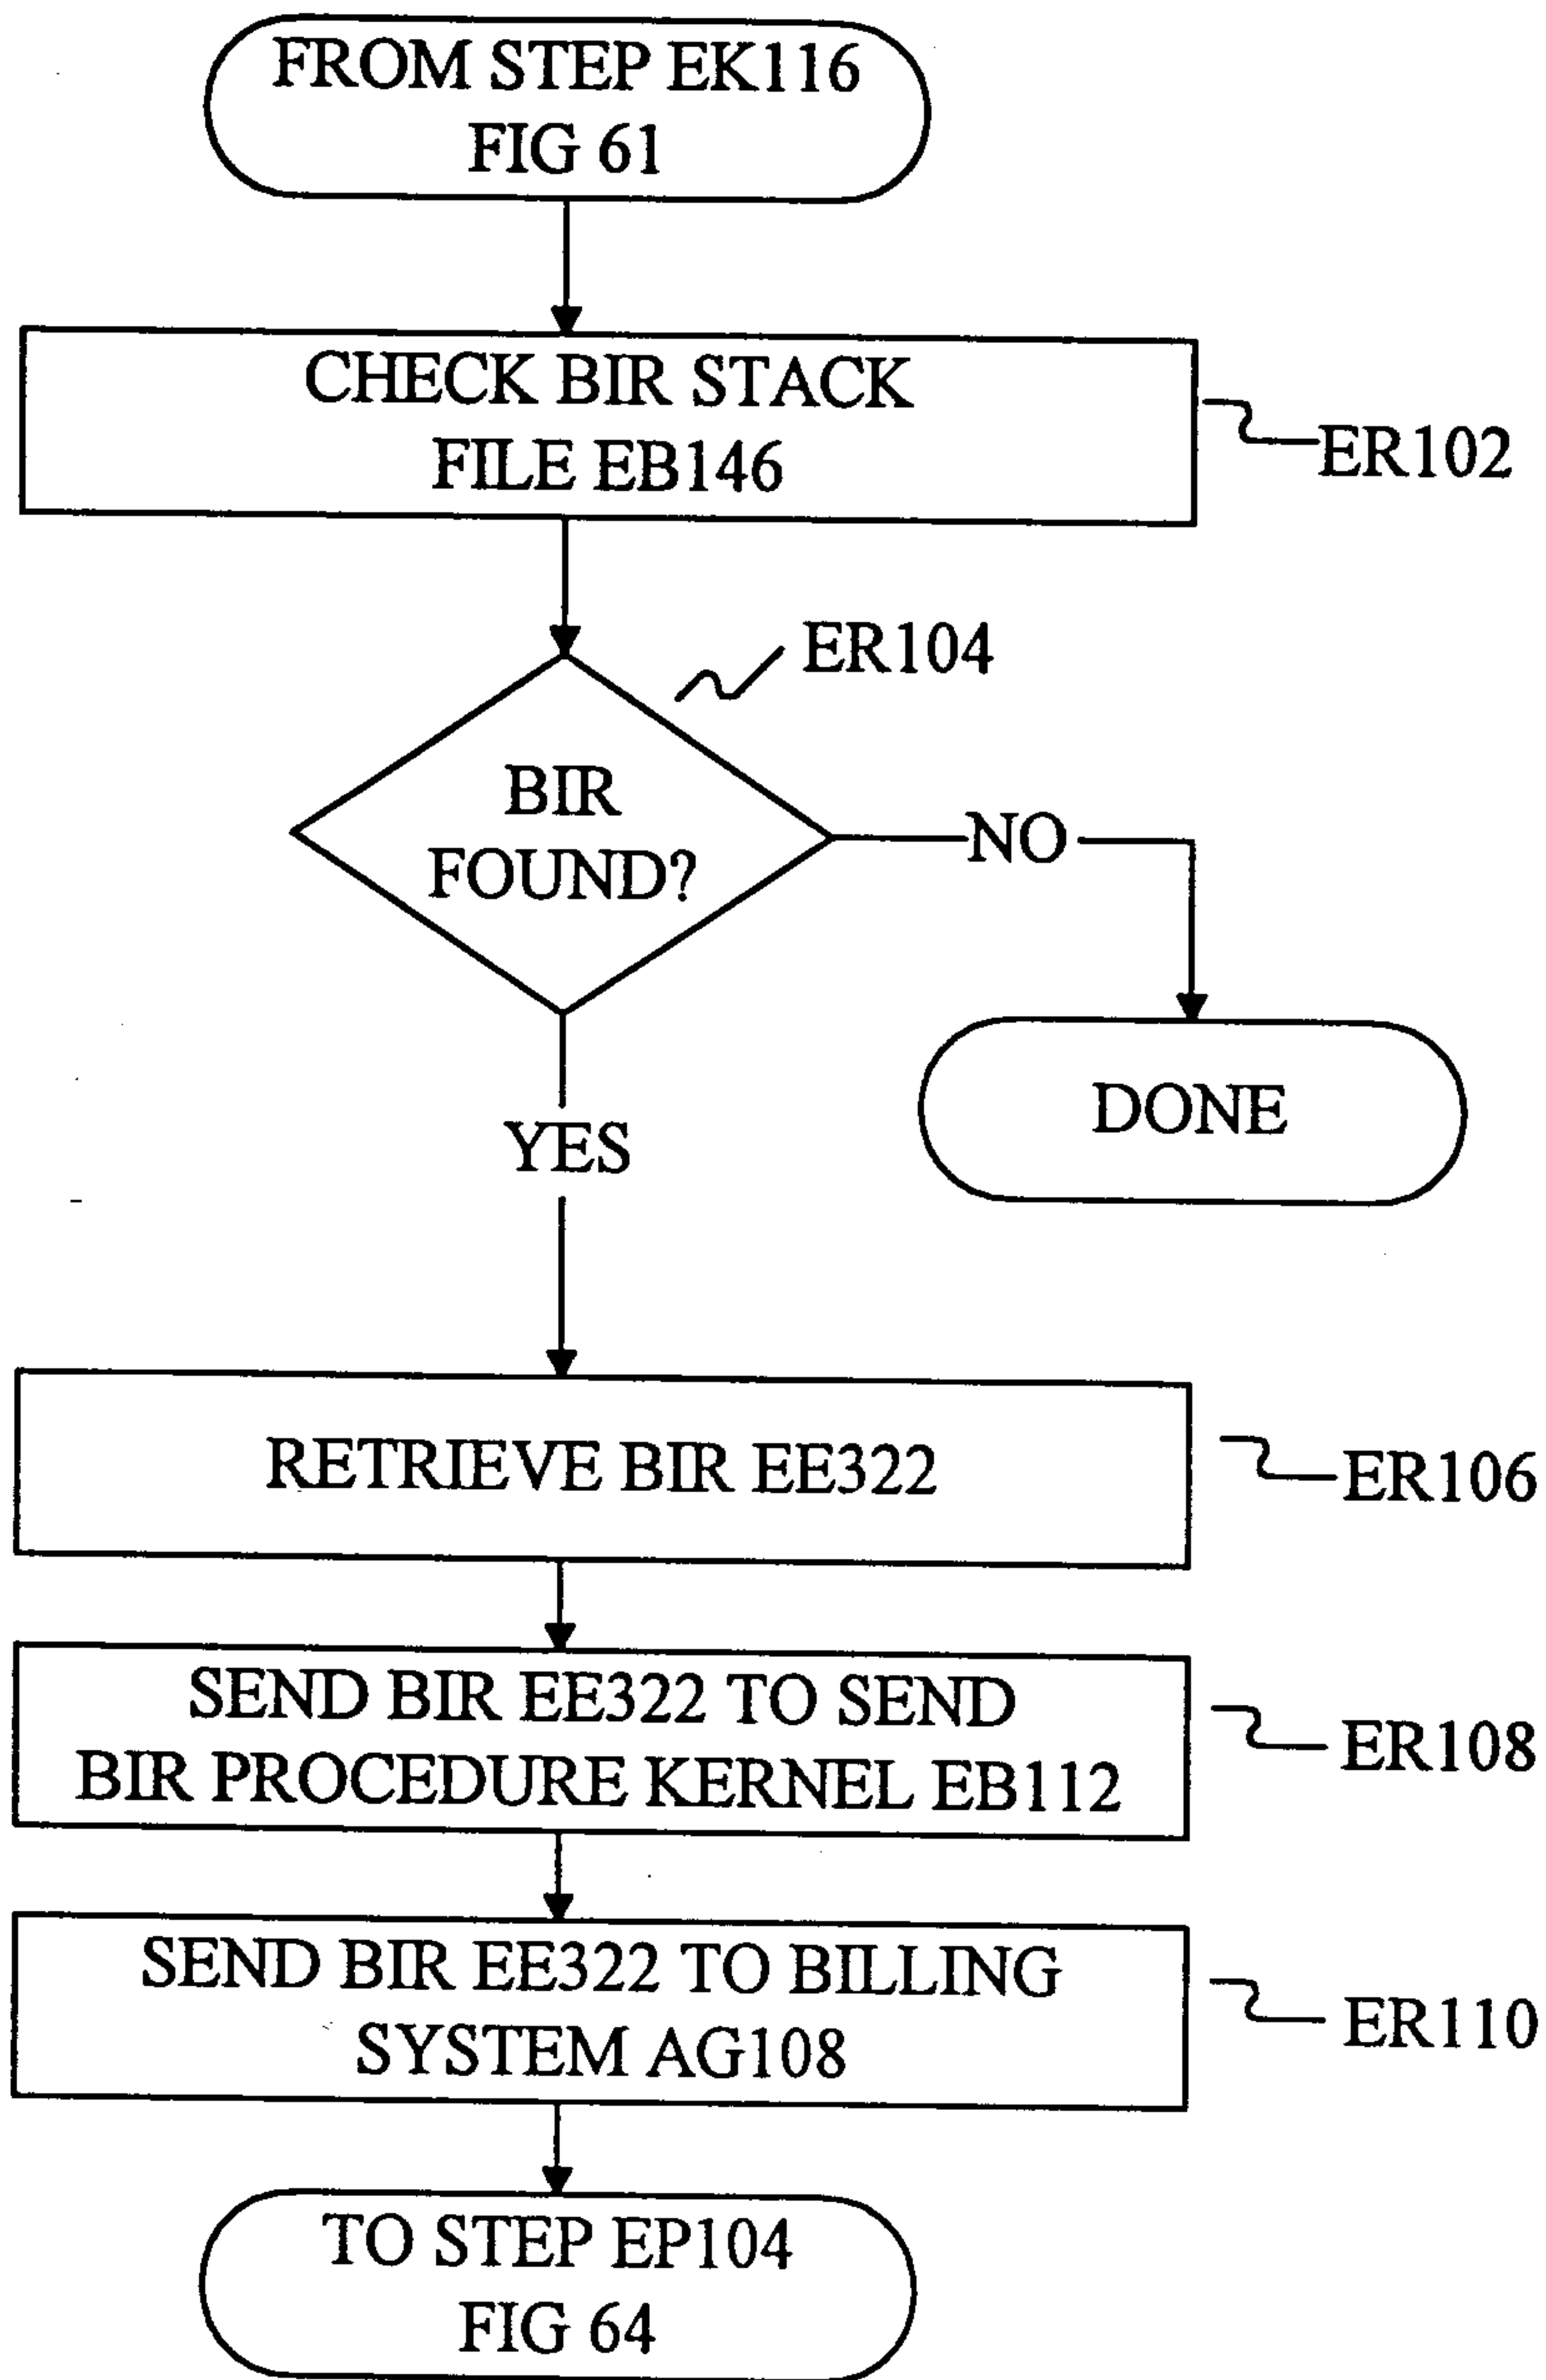 FROM STEP EK116
FIG 61
CHECK BIR STACK
FILE EB146
ER102
ER104
BIR
FOUND?
NO
DONE
YES
RETRIEVE BIR EE322
ER106
SEND BIR EE322 TO SEND
BIR PROCEDURE KERNEL EB112
ER108
SEND BIR EE322 TO BILLING
SYSTEM AG108
ER110
TO STEP EP104
FIG 64